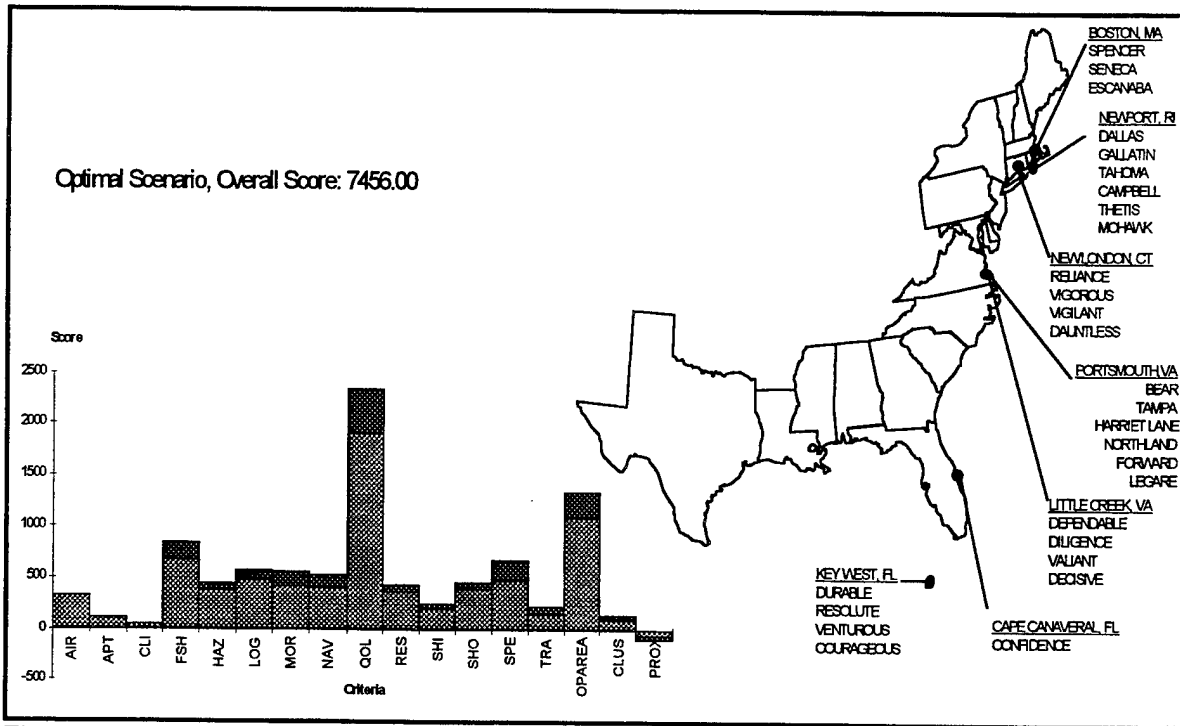 Optimal Scenario, Overall Score: 7456.00
Score
2500
2000
1500
1000
500
0
-500
AIR
APT
CLI
FSH
HAZ
LOG
MOR
NAV
QOL
RES
SHI
SHO
SPE
TRA
OPAREA
CLUS
PROX
Criteria
BOSTON, MA
SPENCER
SENECA
ESCANABA
NEWPORT, RI
DALLAS
GALLATIN
TAHOMA
CAMPBELL
THETIS
MOHAWK
NEW LONDON, CT
RELIANCE
VIGOROUS
VIGILANT
DAUNTLESS
PORTSMOUTH, VA
BEAR
TAMPA
HARRIET LANE
NORTHLAND
FORWARD
LEGARE
LITTLE CREEK, VA
DEPENDABLE
DILIGENCE
VALIANT
DECISIVE
KEY WEST, FL
DURABLE
RESOLUTE
VENTUROUS
COURAGEOUS
CAPE CANAVERAL, FL
CONFIDENCE